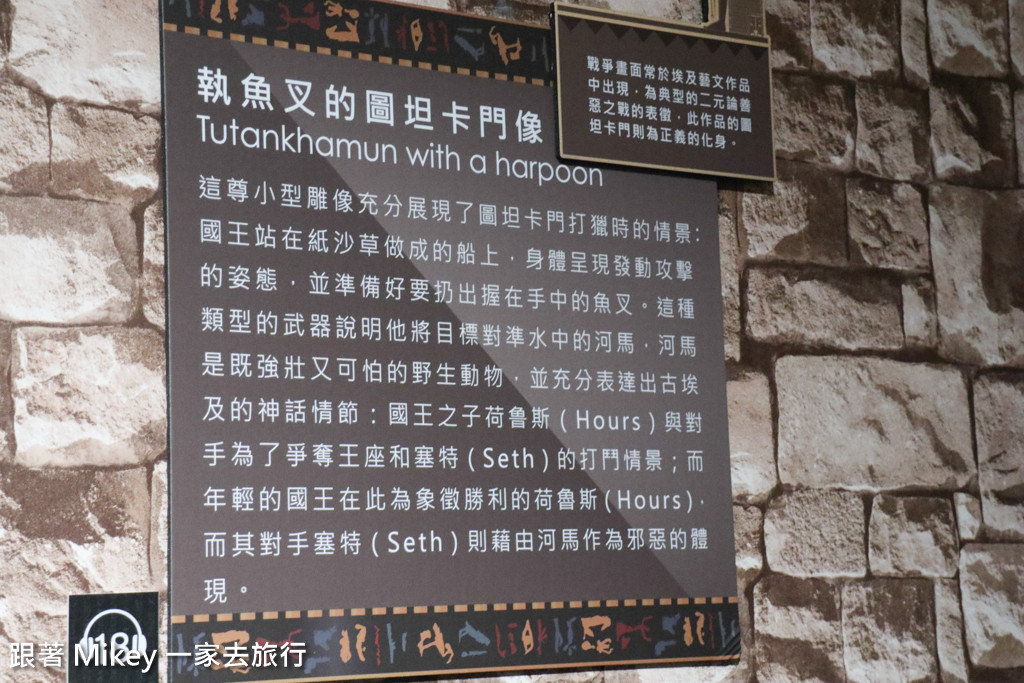 執魚叉的圖坦卡門像
Tutankhamun with a harpoon
這尊小型雕像充分展現了圖坦卡門打獵時的情景：
國王站在紙沙草做成的船上，身體呈現發動攻擊
的姿態，並準備好要扔出握在手中的魚叉。這種
類型的武器說明他將目標對準水中的河馬，河馬
是既強壯又可怕的野生動物，並充分表達出古埃
及的神話情節：國王之子荷魯斯(Hours)與對
手為了爭奪王座和塞特(Seth)的打鬥情景；而
年輕的國王在此為象徵勝利的荷魯斯(Hours)，
而其對手塞特(Seth)則藉由河馬作為邪惡的體
現。
戰爭畫面常於埃及藝文作品
中出現，為典型的二元論善
惡之戰的表徵，此作品的圖
坦卡門則為正義的化身。
018
跟著 Mikey 一家去旅行